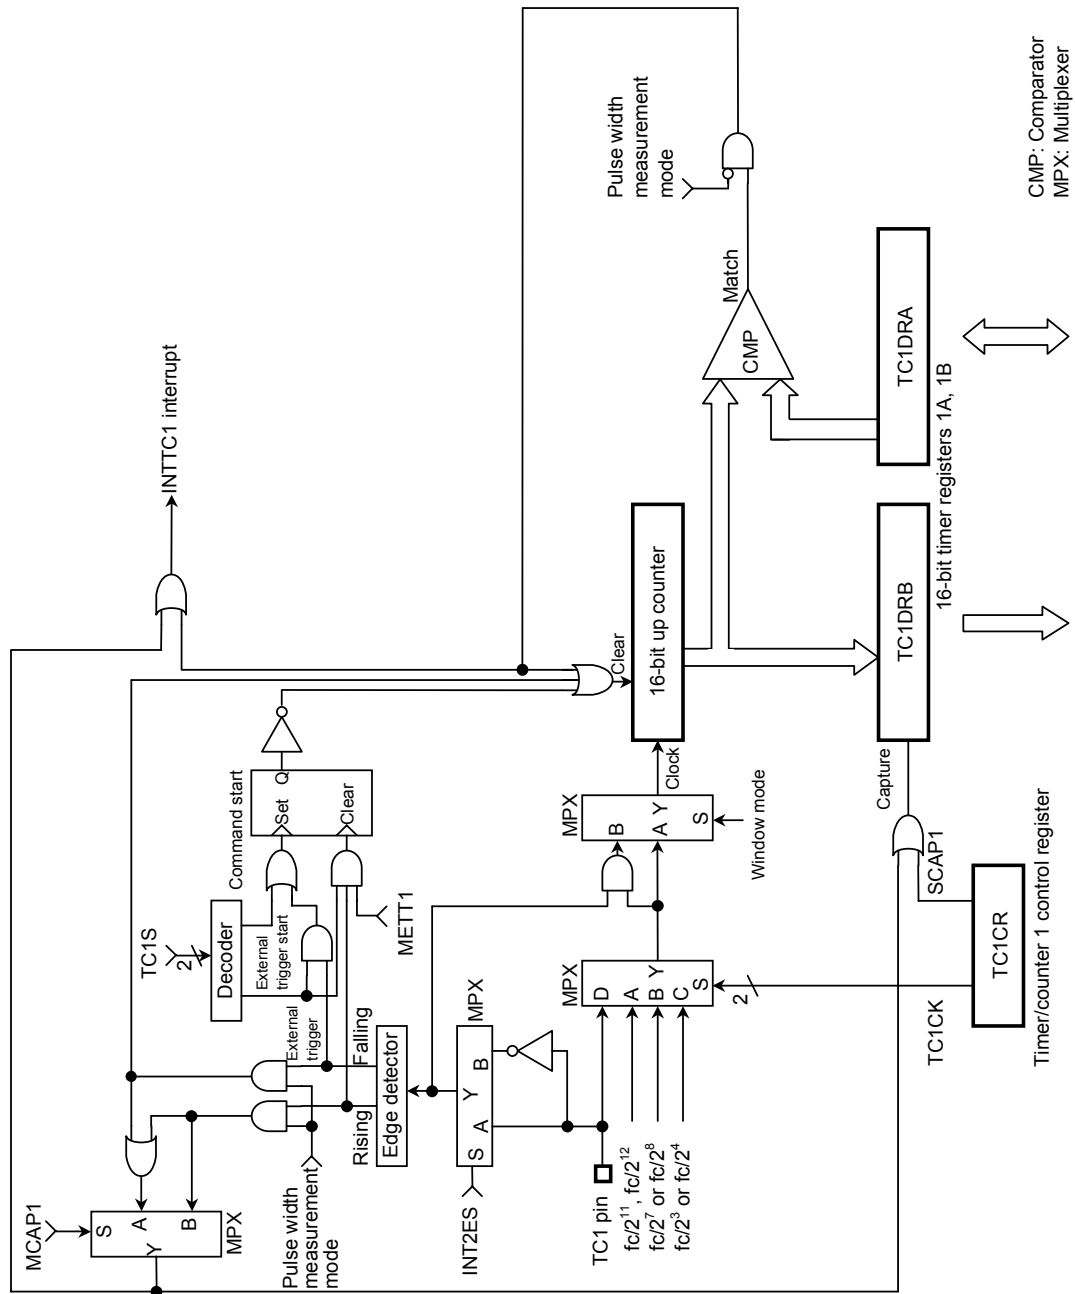 MCAP1
S
A
B
Y
MPX
Pulse width
measurement
mode
TC1S
2
Decoder
External
trigger start
External
trigger
Rising
Falling
Edge detector
Command start
Set
Q
Clear
METT1
INTTC1 interrupt
INT2ES
S
A
Y
B
MPX
TC1 pin
fc/2¹¹, fc/2¹²
fc/2⁷ or fc/2⁸
fc/2³ or fc/2⁴
MPX
D
A
B
Y
C
S
2
TC1CK
MPX
B
A
Y
S
Window mode
Clock
Clear
16-bit up counter
CMP
Match
Pulse width
measurement
mode
TC1CR
Timer/counter 1 control register
SCAP1
Capture
TC1DRB
TC1DRA
16-bit timer registers 1A, 1B
CMP: Comparator
MPX: Multiplexer